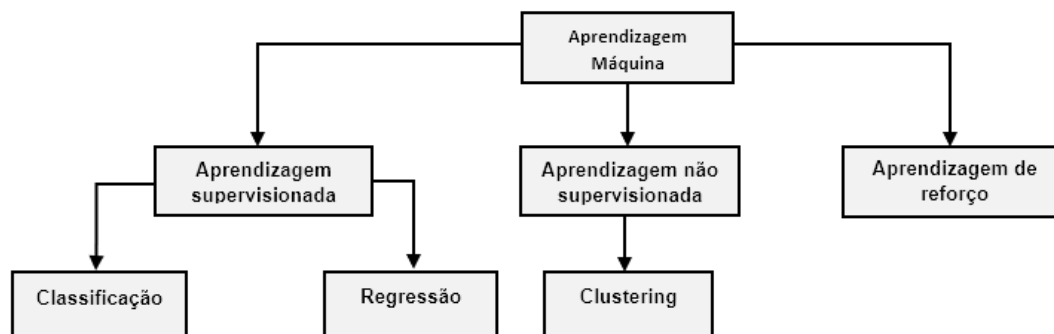 Aprendizagem
Máquina
Aprendizagem
supervisionada
Aprendizagem não
supervisionada
Aprendizagem de
reforço
Classificação
Regressão
Clustering